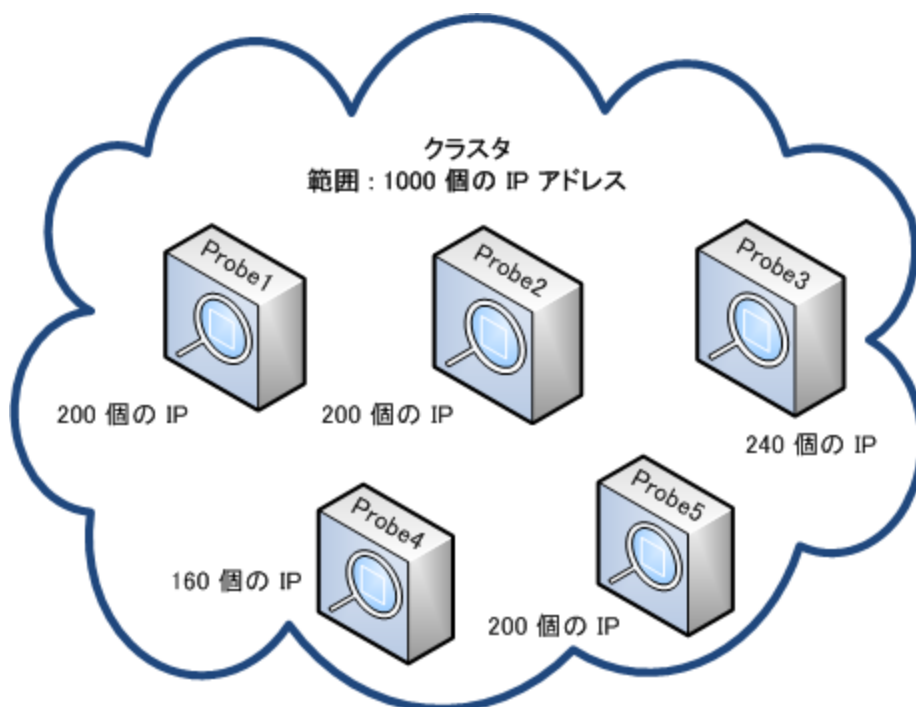 クラスタ
範囲 : 1000 個の IP アドレス
Probe1
Probe2
Probe3
200 個の IP
200 個の IP
240 個の IP
Probe4
Probe5
160 個の IP
200 個の IP